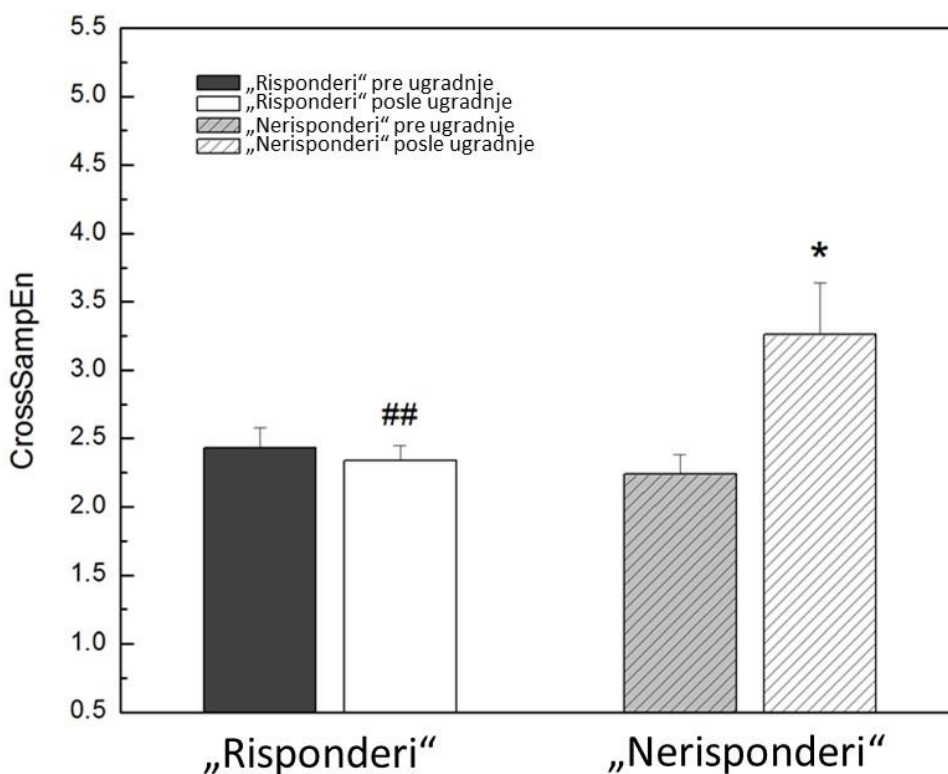 5.5
5.0
4.5
4.0
3.5
3.0
2.5
2.0
1.5
1.0
0.5
CrossSampEn
„Risponderi“ pre ugradnje
„Risponderi“ posle ugradnje
„Nerisponderi“ pre ugradnje
„Nerisponderi“ posle ugradnje
##
*
„Risponderi“
„Nerisponderi“